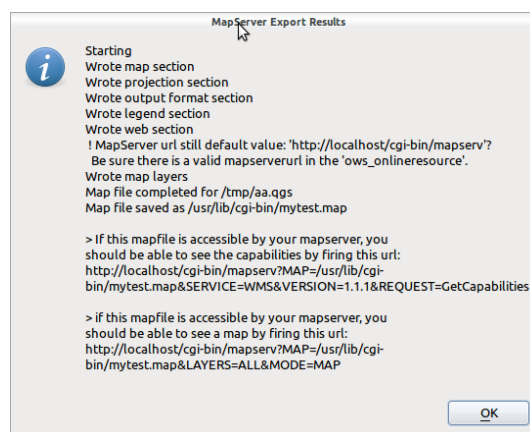 MapServer Export Results
Starting
Wrote map section
Wrote projection section
Wrote output format section
Wrote legend section
Wrote web section
! MapServer url still default value: 'http://localhost/cgi-bin/mapserv'?
Be sure there is a valid mapserverurl in the 'ows_onlineresource'.
Wrote map layers
Map file completed for /tmp/aa.qgs
Map file saved as /usr/lib/cgi-bin/mytest.map
> If this mapfile is accessible by your mapserver, you
should be able to see the capabilities by firing this url:
http://localhost/cgi-bin/mapserv?MAP=/usr/lib/cgi-
bin/mytest.map&SERVICE=WMS&VERSION=1.1.1&REQUEST=GetCapabilities
> if this mapfile is accessible by your mapserver, you
should be able to see a map by firing this url:
http://localhost/cgi-bin/mapserv?MAP=/usr/lib/cgi-
bin/mytest.map&LAYERS=ALL&MODE=MAP
OK